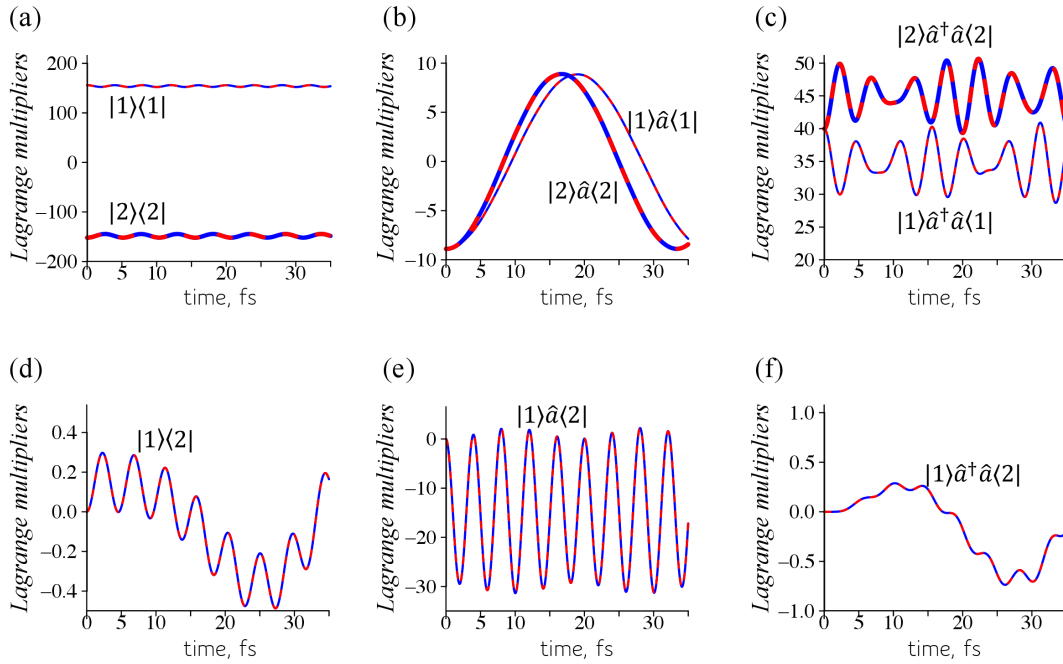 (a)
Lagrange multipliers
200
100
0
−100
−200
|1⟩⟨1|
|2⟩⟨2|
0 5 10 20 30
time, fs
(b)
Lagrange multipliers
10
5
0
−5
−10
|1⟩â⟨1|
|2⟩â⟨2|
0 5 10 20 30
time, fs
(c)
Lagrange multipliers
50
45
40
35
30
25
20
|2⟩â†â⟨2|
|1⟩â†â⟨1|
0 5 10 20 30
time, fs
(d)
Lagrange multipliers
0.4
0.2
0.0
−0.2
−0.4
|1⟩⟨2|
0 5 10 20 30
time, fs
(e)
Lagrange multipliers
0
−10
−20
−30
|1⟩â⟨2|
0 5 10 20 30
time, fs
(f)
Lagrange multipliers
1.0
0.5
0.0
−0.5
−1.0
|1⟩â†â⟨2|
0 5 10 20 30
time, fs